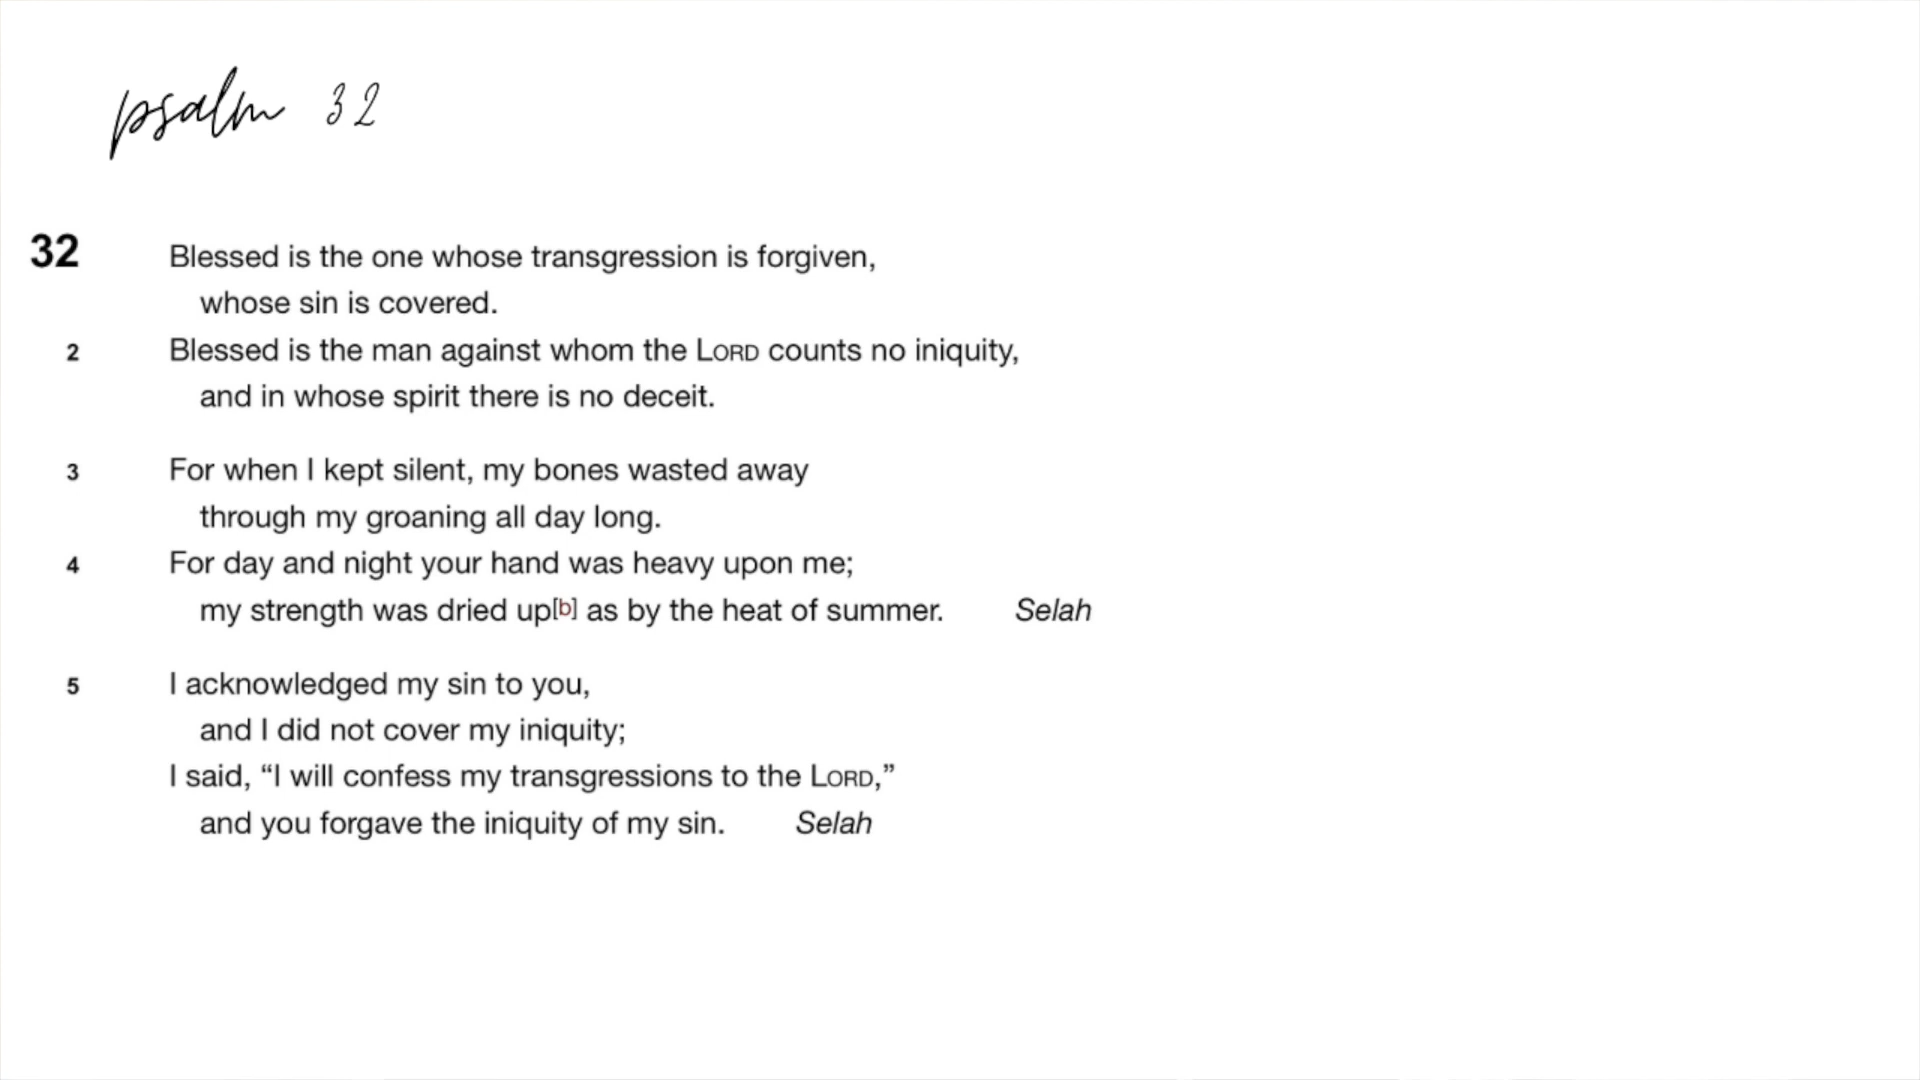 psalm 32
32 Blessed is the one whose transgression is forgiven,
whose sin is covered.
2 Blessed is the man against whom the LORD counts no iniquity,
and in whose spirit there is no deceit.
3 For when I kept silent, my bones wasted away
through my groaning all day long.
4 For day and night your hand was heavy upon me;
my strength was dried up[b] as by the heat of summer. Selah
5 I acknowledged my sin to you,
and I did not cover my iniquity;
I said, “I will confess my transgressions to the LORD,”
and you forgave the iniquity of my sin. Selah